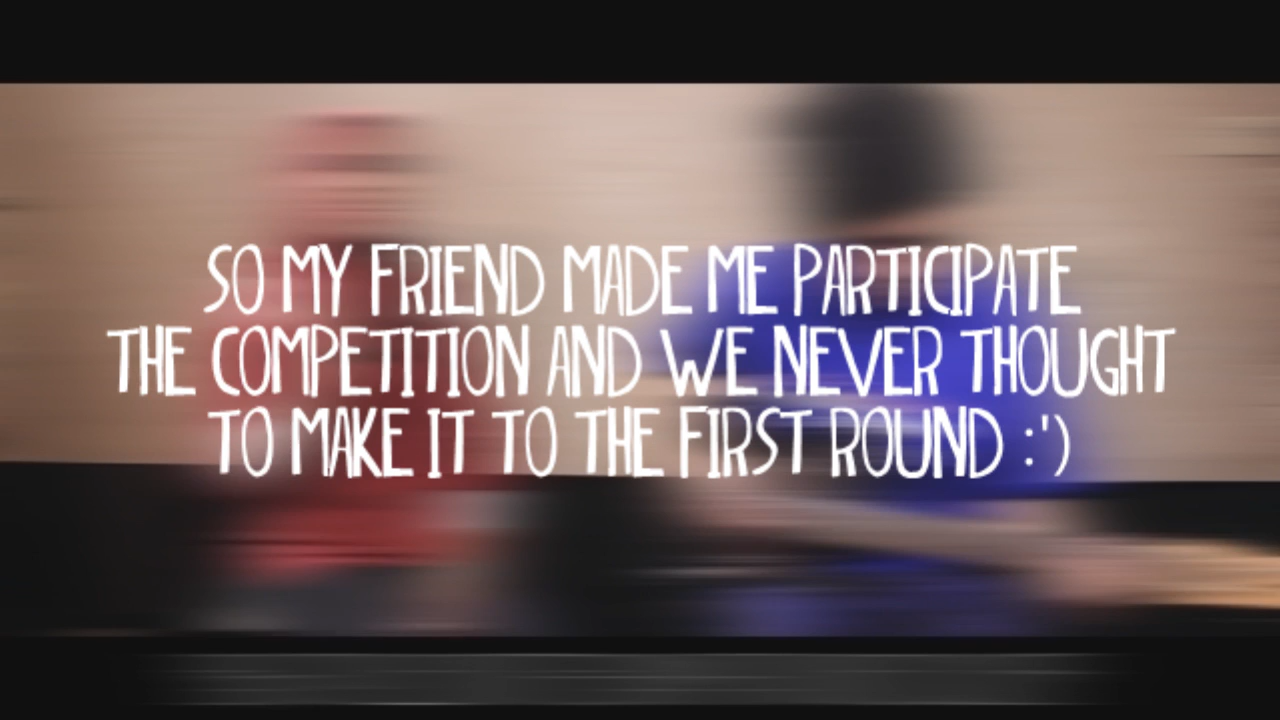 SO MY FRIEND MADE ME PARTICIPATE
THE COMPETITION AND WE NEVER THOUGHT
TO MAKE IT TO THE FIRST ROUND :')